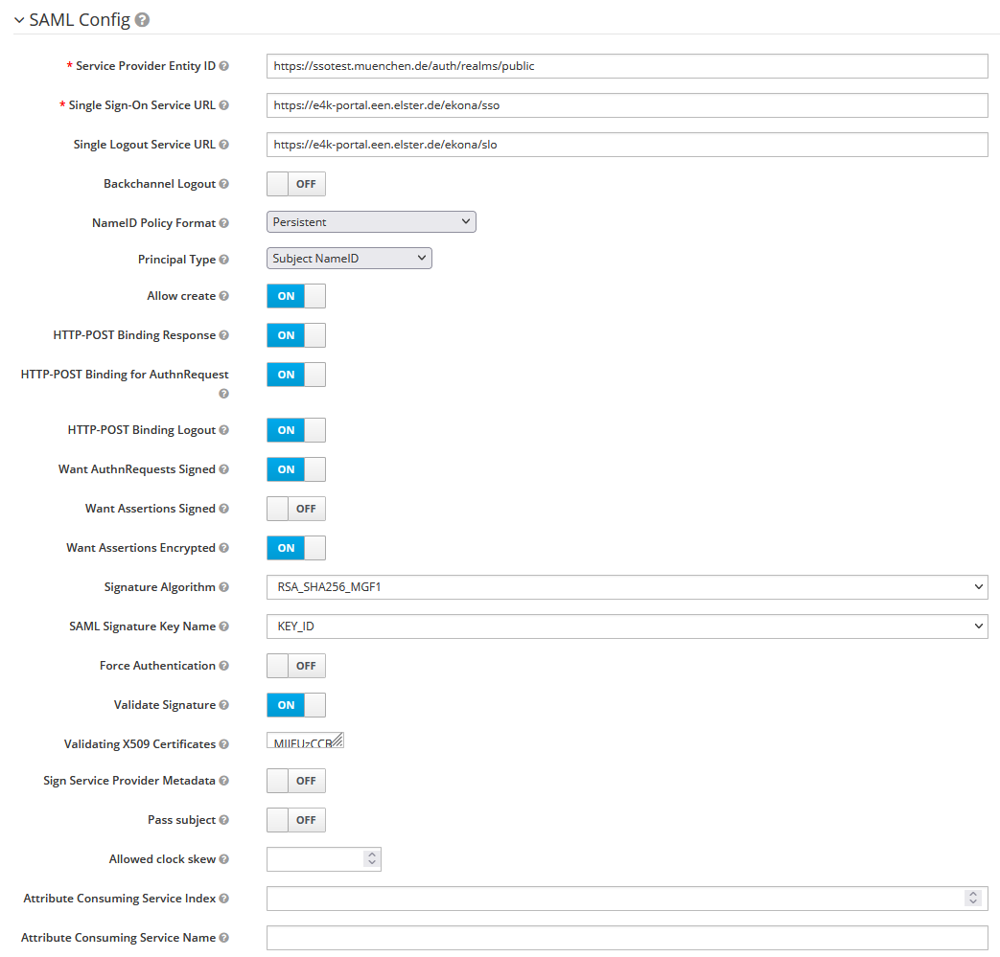 SAML Config
* Service Provider Entity ID https://ssotest.muenchen.de/auth/realms/public
* Single Sign-On Service URL https://e4k-portal.een.elster.de/ekona/sso
Single Logout Service URL https://e4k-portal.een.elster.de/ekona/slo
Backchannel Logout OFF
NameID Policy Format Persistent
Principal Type Subject NameID
Allow create ON
HTTP-POST Binding Response ON
HTTP-POST Binding for AuthnRequest ON
HTTP-POST Binding Logout ON
Want AuthnRequests Signed ON
Want Assertions Signed OFF
Want Assertions Encrypted ON
Signature Algorithm RSA_SHA256_MGF1
SAML Signature Key Name KEY_ID
Force Authentication OFF
Validate Signature ON
Validating X509 Certificates
Sign Service Provider Metadata OFF
Pass subject OFF
Allowed clock skew
Attribute Consuming Service Index
Attribute Consuming Service Name